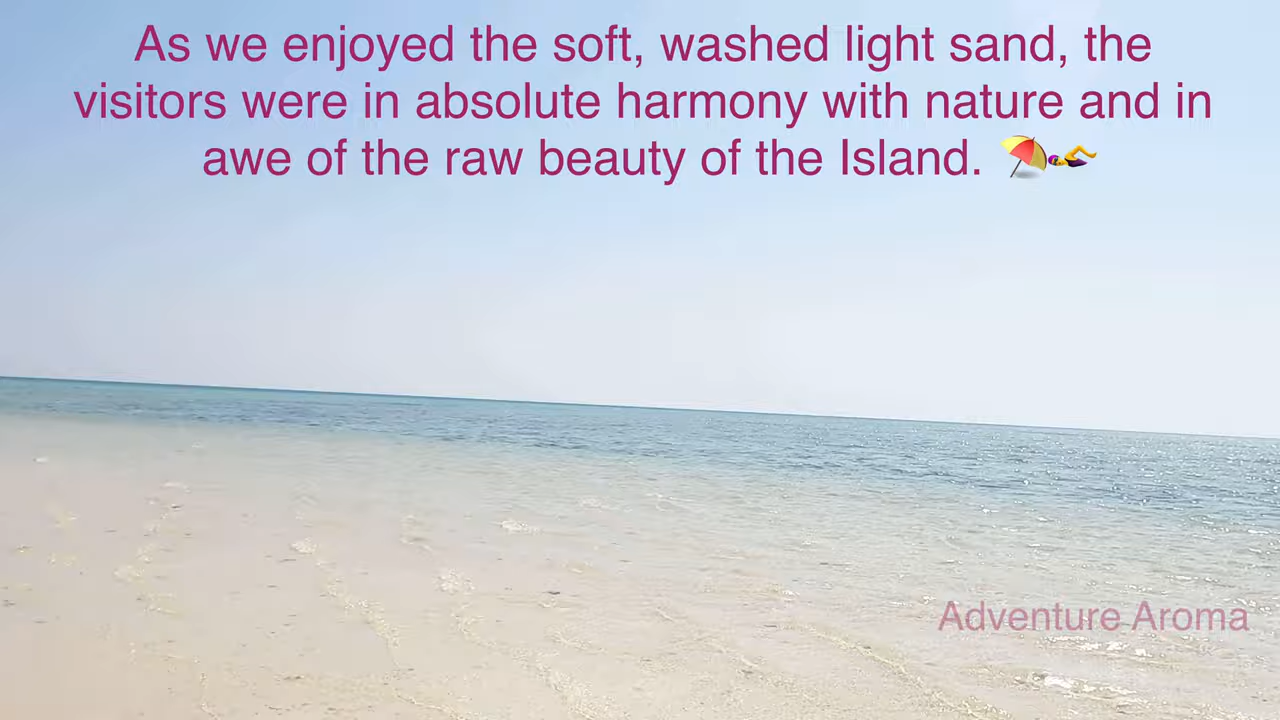 As we enjoyed the soft, washed light sand, the
visitors were in absolute harmony with nature and in
awe of the raw beauty of the Island. 
Adventure Aroma